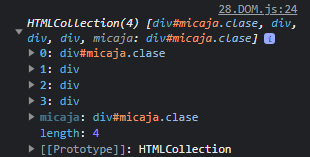 28.DOM.js:24
HTMLCollection(4) [div#micaja.clase, div,
div, div, micaja: div#micaja.clase] i
0: div#micaja.clase
1: div
2: div
3: div
micaja: div#micaja.clase
length: 4
[[Prototype]]: HTMLCollection